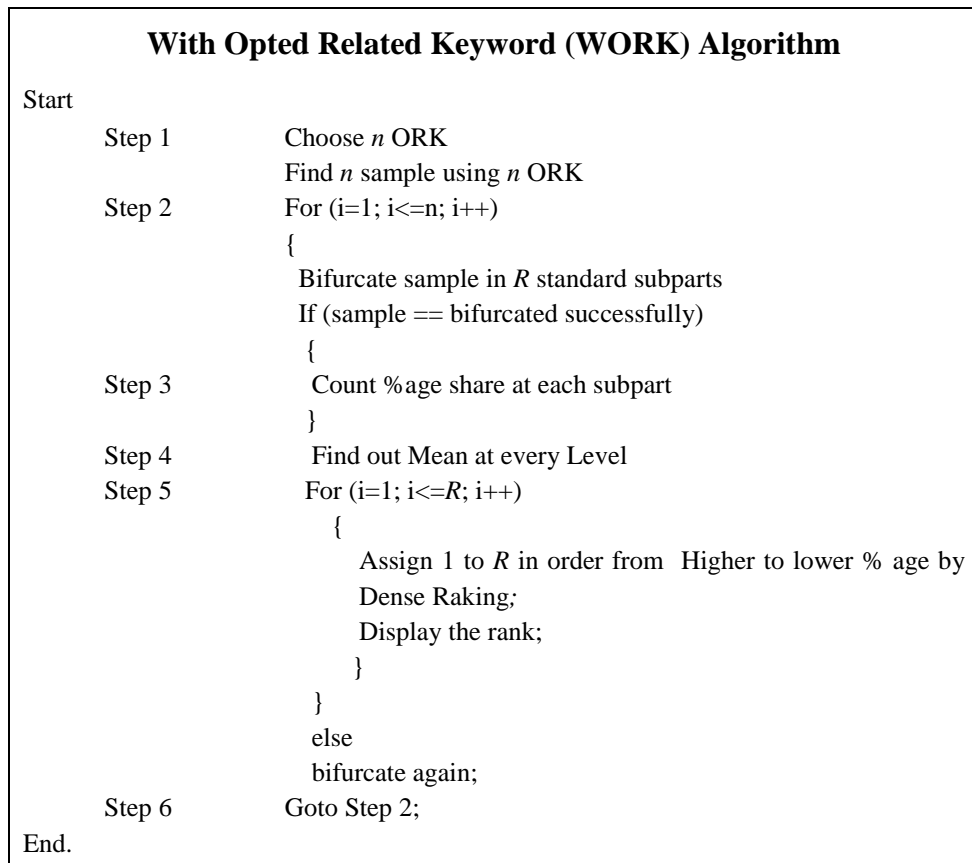 With Opted Related Keyword (WORK) Algorithm
Start
Step 1 Choose n ORK
Find n sample using n ORK
Step 2 For (i=1; i<=n; i++)
{
Bifurcate sample in R standard subparts
If (sample == bifurcated successfully)
{
Step 3 Count %age share at each subpart
}
Step 4 Find out Mean at every Level
Step 5 For (i=1; i<=R; i++)
{
Assign 1 to R in order from Higher to lower % age by
Dense Raking;
Display the rank;
}
}
else
bifurcate again;
Step 6 Goto Step 2;
End.